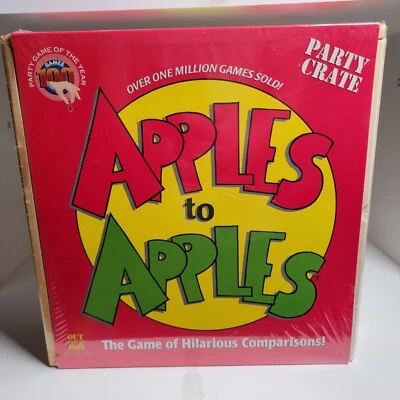 PARTY GAME OF THE YEAR
GAMES
100
PARTY
CRATE
OVER ONE MILLION GAMES SOLD!
APPLES
to
APPLES
OUT
The Game of Hilarious Comparisons!